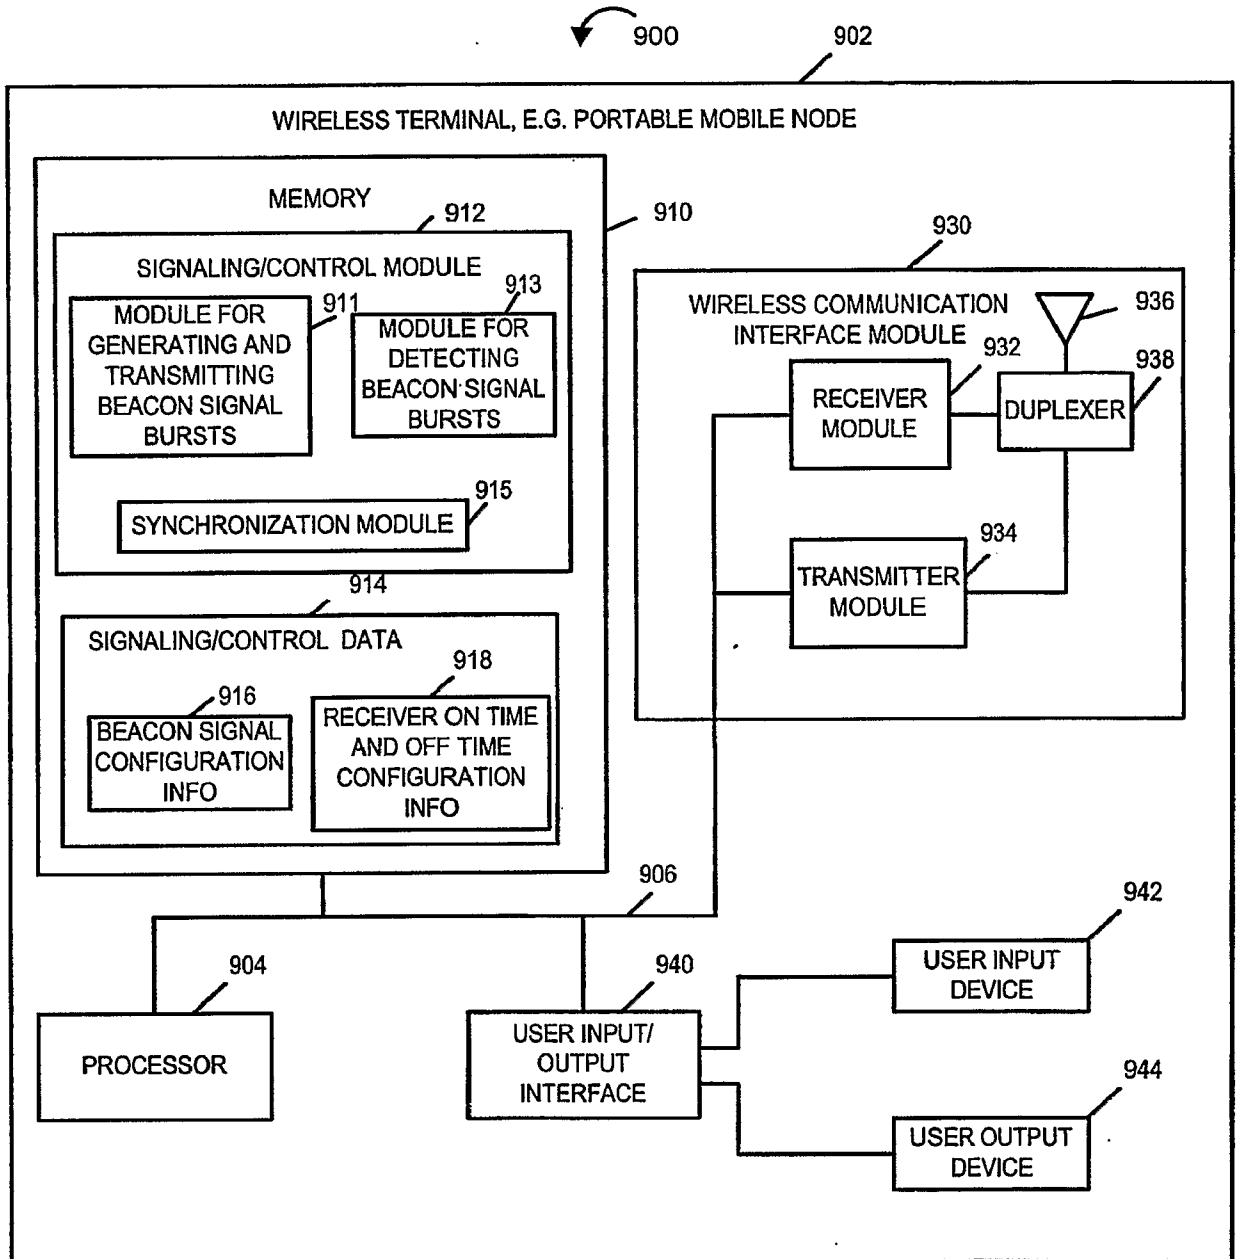 900
902
WIRELESS TERMINAL, E.G. PORTABLE MOBILE NODE
MEMORY
910
912
SIGNALING/CONTROL MODULE
911
MODULE FOR
GENERATING AND
TRANSMITTING
BEACON SIGNAL
BURSTS
913
MODULE FOR
DETECTING
BEACON SIGNAL
BURSTS
915
SYNCHRONIZATION MODULE
914
SIGNALING/CONTROL DATA
916
BEACON SIGNAL
CONFIGURATION
INFO
918
RECEIVER ON TIME
AND OFF TIME
CONFIGURATION
INFO
930
WIRELESS COMMUNICATION
INTERFACE MODULE
936
932
RECEIVER
MODULE
938
DUPLEXER
934
TRANSMITTER
MODULE
906
904
PROCESSOR
940
USER INPUT/
OUTPUT
INTERFACE
942
USER INPUT
DEVICE
944
USER OUTPUT
DEVICE